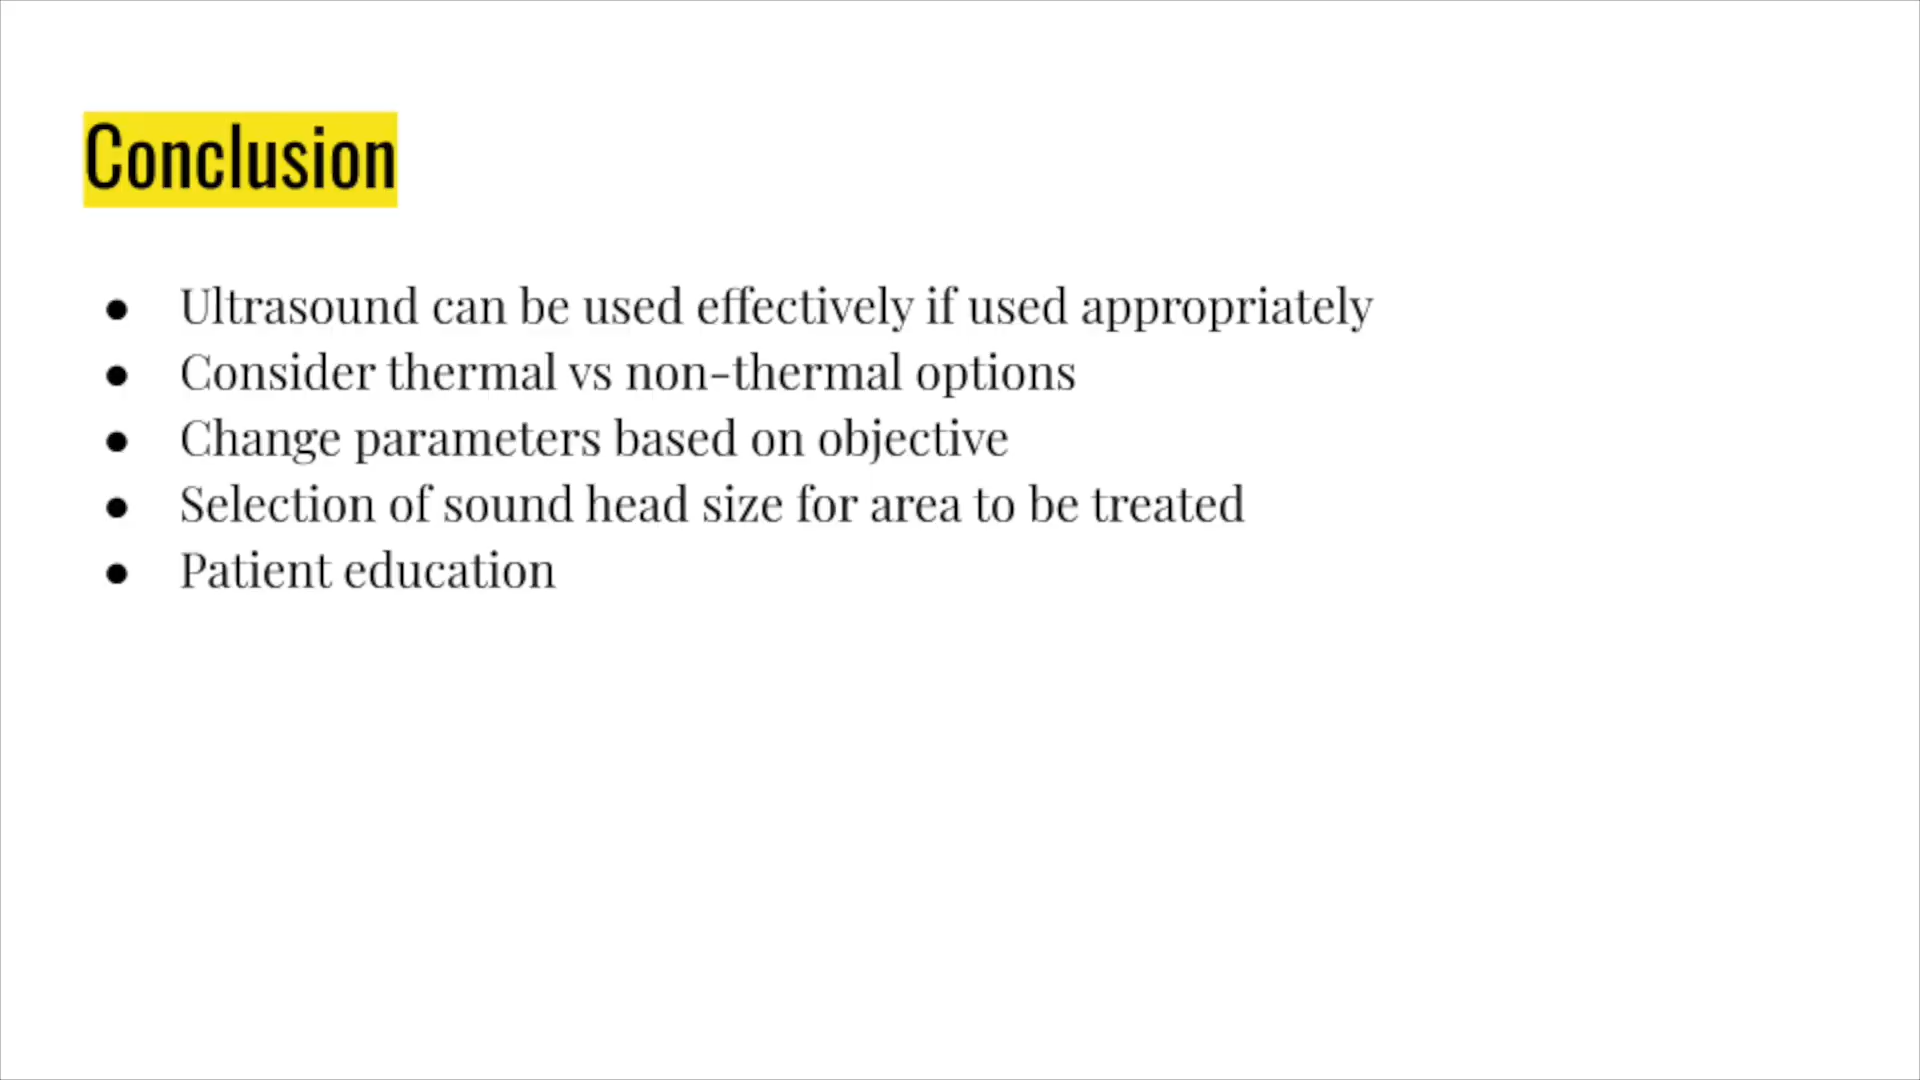 Conclusion
● Ultrasound can be used effectively if used appropriately
● Consider thermal vs non-thermal options
● Change parameters based on objective
● Selection of sound head size for area to be treated
● Patient education